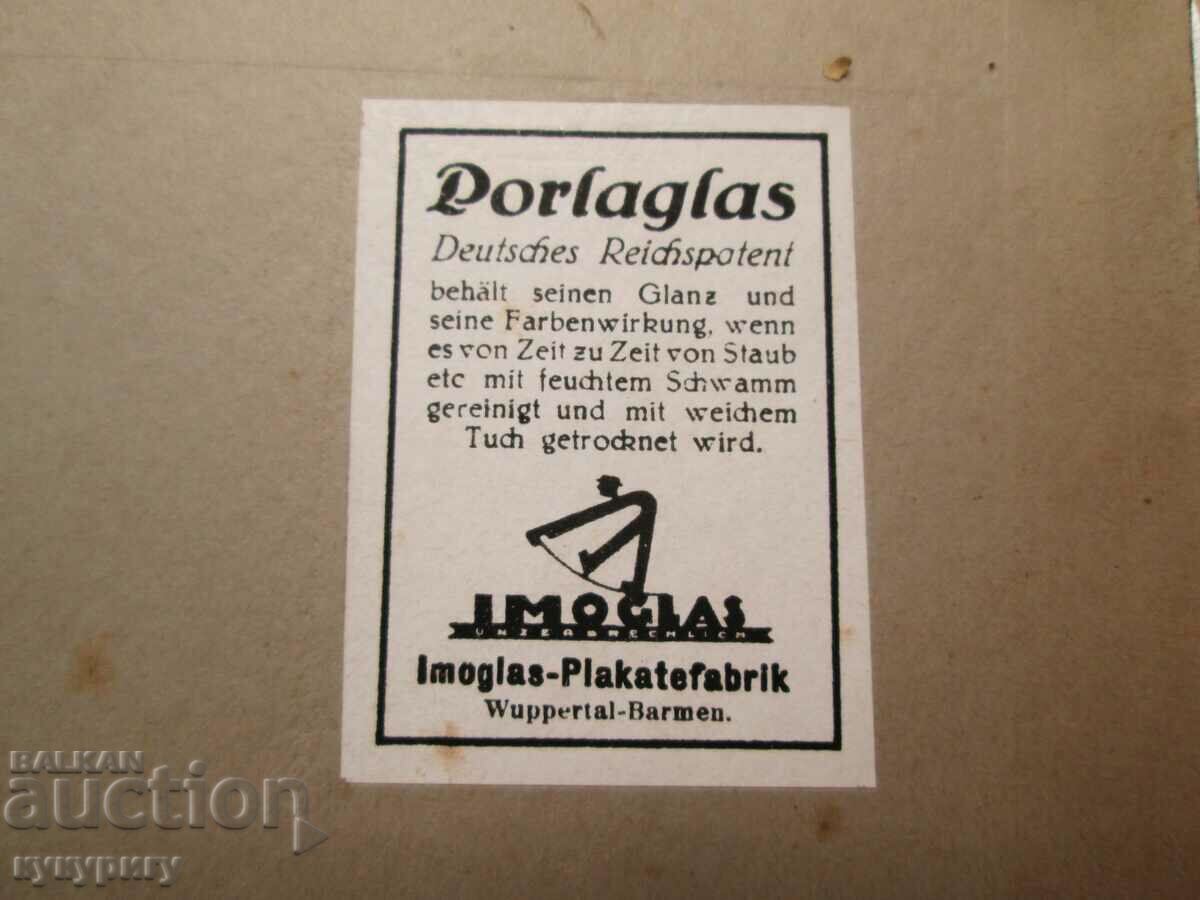 Porlaglas
Deutsches Reichspatent
behält seinen Glanz und
seine Farbenwirkung, wenn
es von Zeit zu Zeit von Staub
etc mit feuchtem Schwamm
gereinigt und mit weichem
Tuch getrocknet wird.
IMOGLAS
UNZERBRECHLICH
Imoglas-Plakatefabrik
Wuppertal-Barmen.
BALKAN
auction
кукуригу